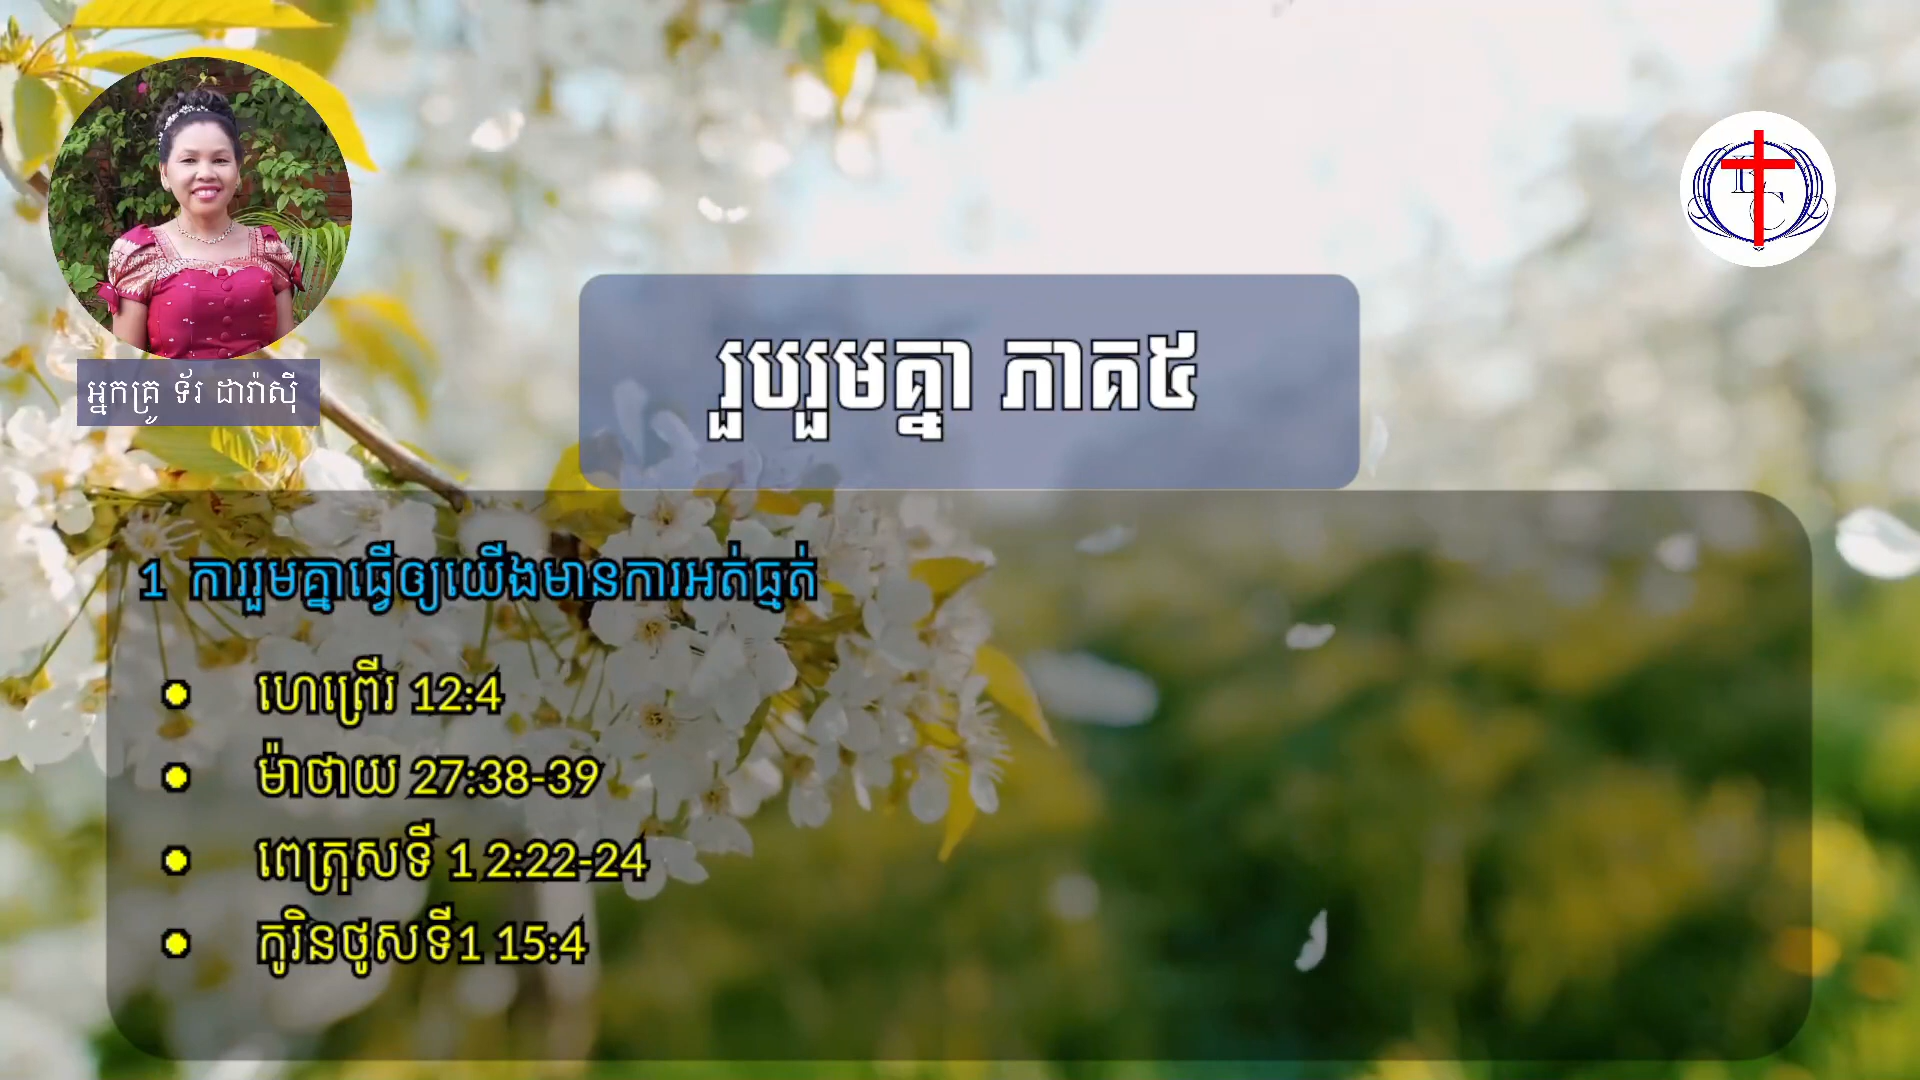 អ្នកគ្រូ ទ័រ ដារ៉ាស៊ី
EC
រួបរួមគ្នា ភាគ៥
1 ការរួមគ្នាធ្វើឲ្យយើងមានការអត់ធ្មត់
• ហេព្រើរ 12:4
• ម៉ាថាយ 27:38-39
• ពេត្រុសទី 1 2:22-24
• កូរិនថូសទី1 15:4